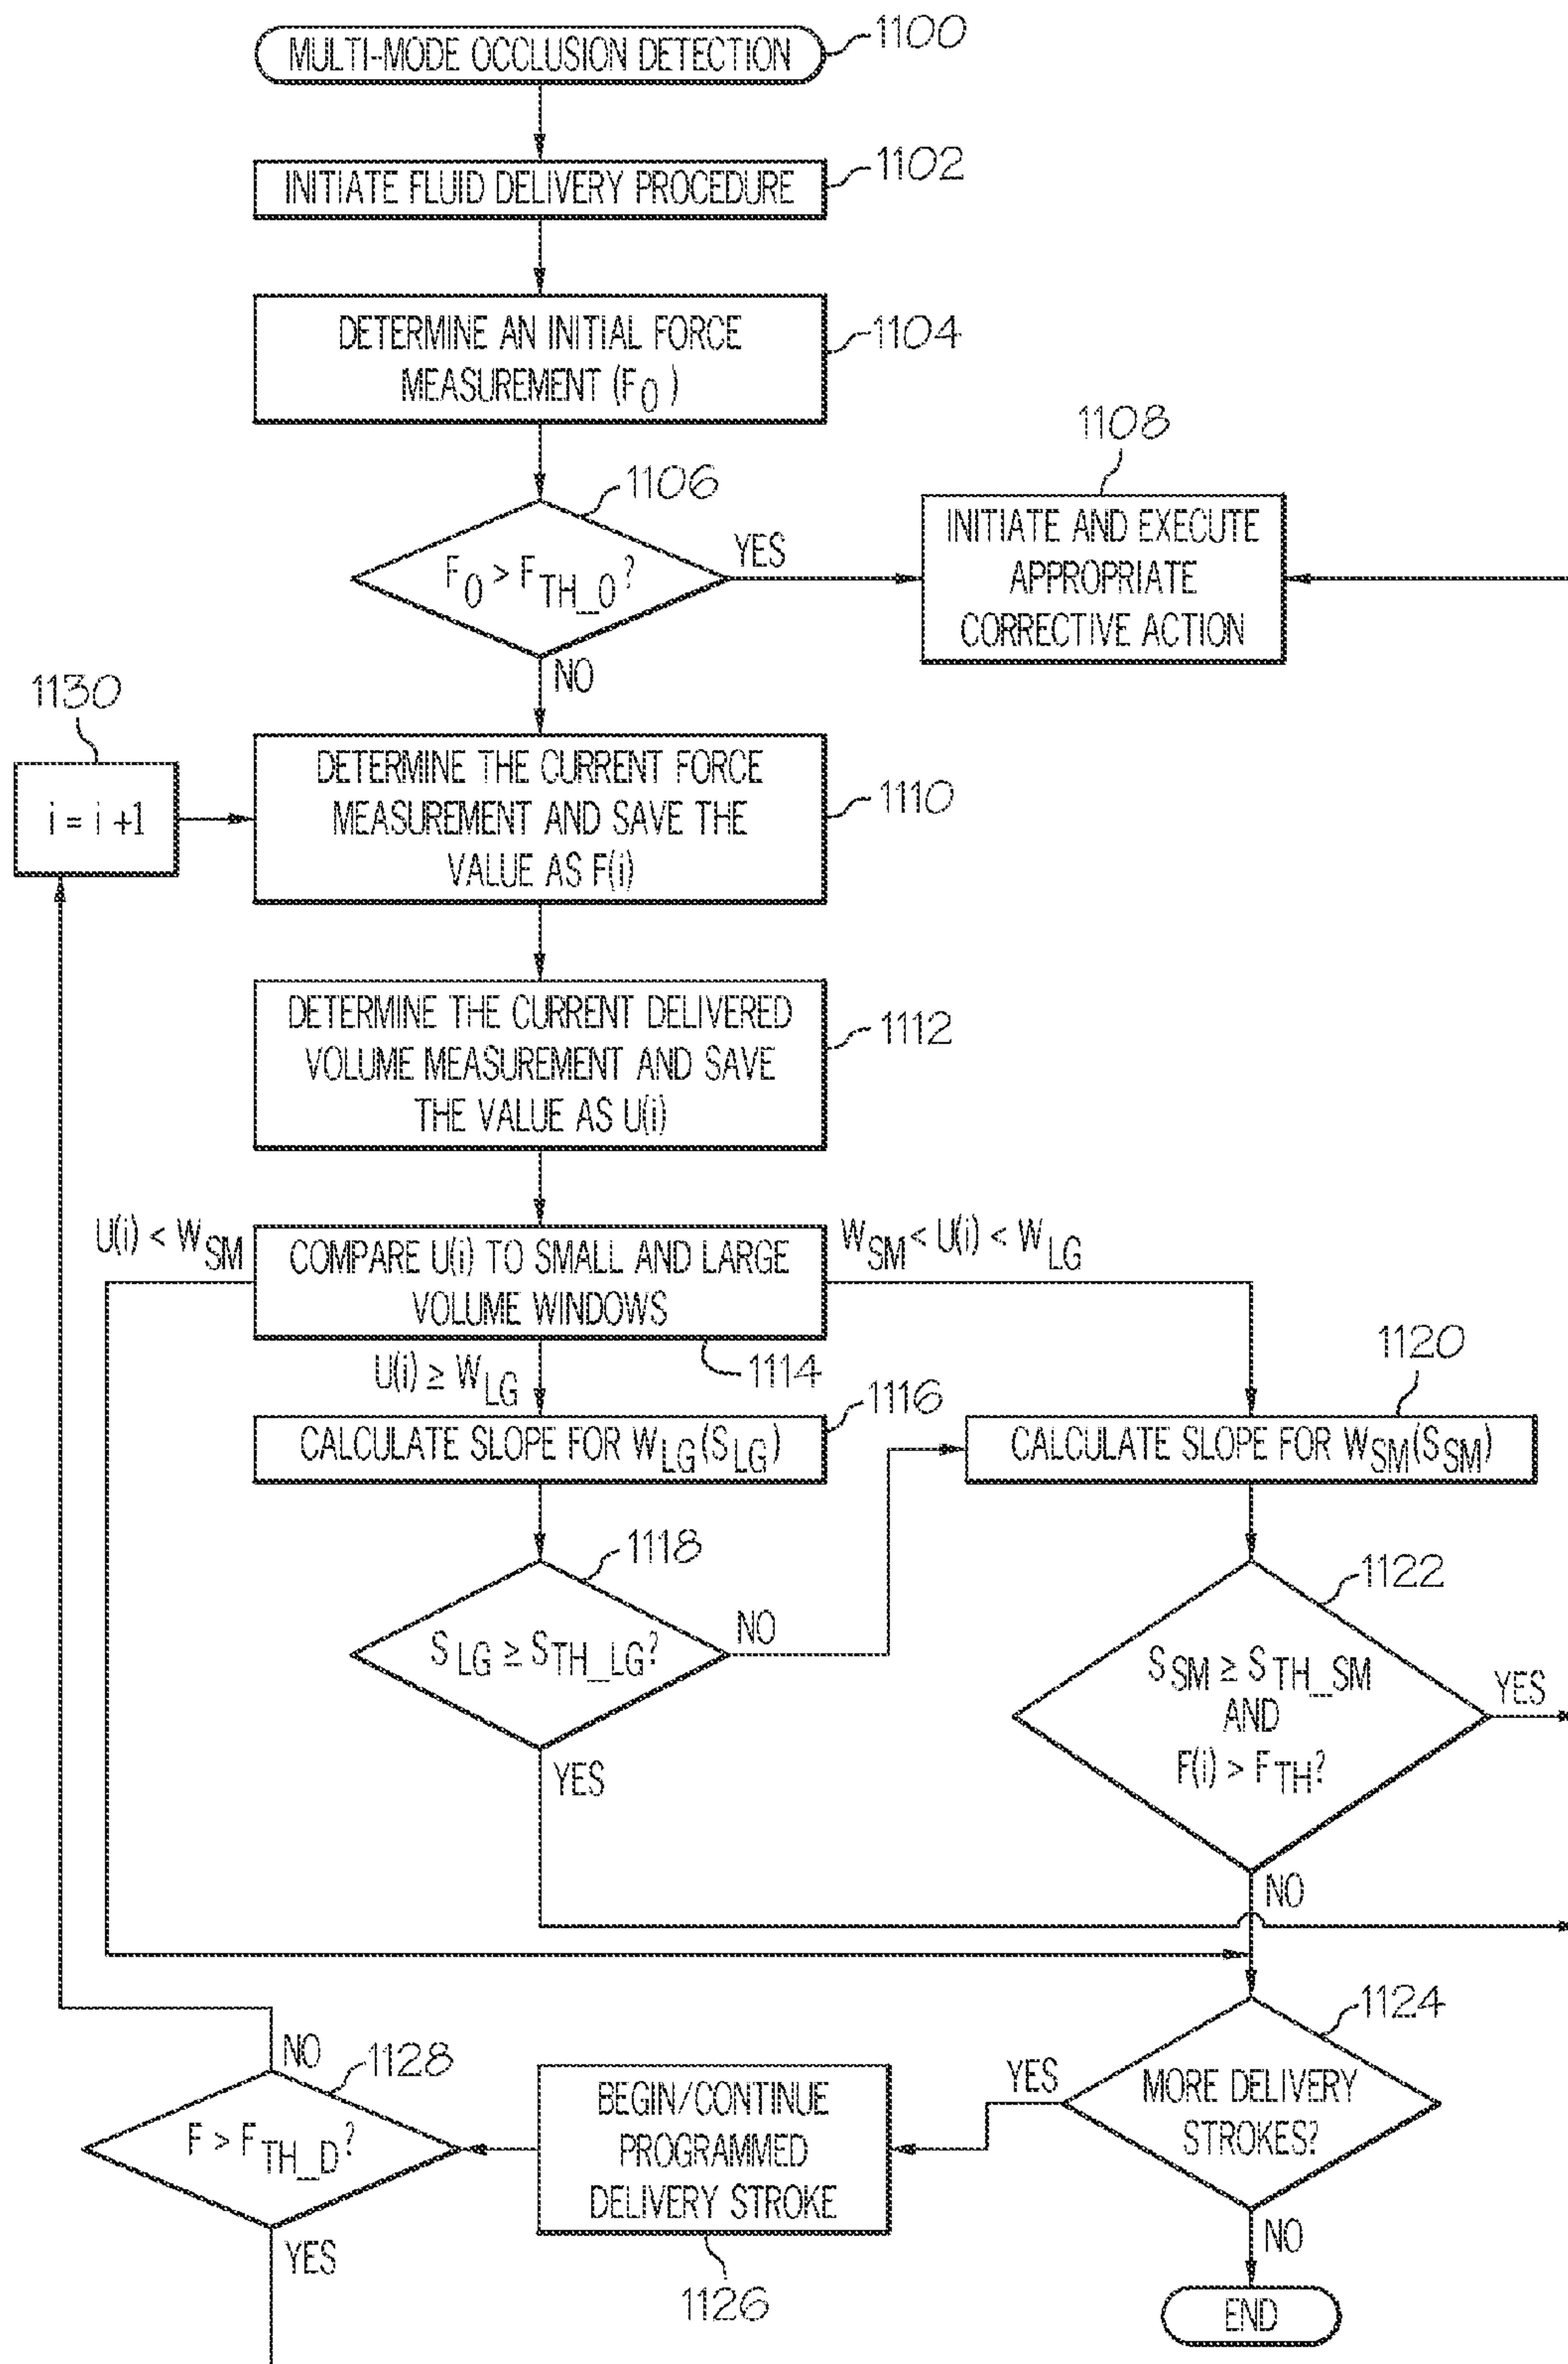 MULTI-MODE OCCLUSION DETECTION
1100
INITIATE FLUID DELIVERY PROCEDURE
1102
DETERMINE AN INITIAL FORCE
MEASUREMENT (F0)
1104
1106
F0 > FTH_0?
YES
NO
1108
INITIATE AND EXECUTE
APPROPRIATE
CORRECTIVE ACTION
1130
i = i +1
DETERMINE THE CURRENT FORCE
MEASUREMENT AND SAVE THE
VALUE AS F(i)
1110
DETERMINE THE CURRENT DELIVERED
VOLUME MEASUREMENT AND SAVE
THE VALUE AS U(i)
1112
U(i) < WSM
COMPARE U(i) TO SMALL AND LARGE
VOLUME WINDOWS
WSM < U(i) < WLG
1114
U(i) ≥ WLG
CALCULATE SLOPE FOR WLG(SLG)
1116
1120
CALCULATE SLOPE FOR WSM(SSM)
1118
SLG ≥ STH_LG?
NO
YES
1122
SSM ≥ STH_SM
AND
F(i) > FTH?
YES
NO
1124
MORE DELIVERY
STROKES?
YES
NO
END
BEGIN/CONTINUE
PROGRAMMED
DELIVERY STROKE
1126
1128
F > FTH_D?
NO
YES